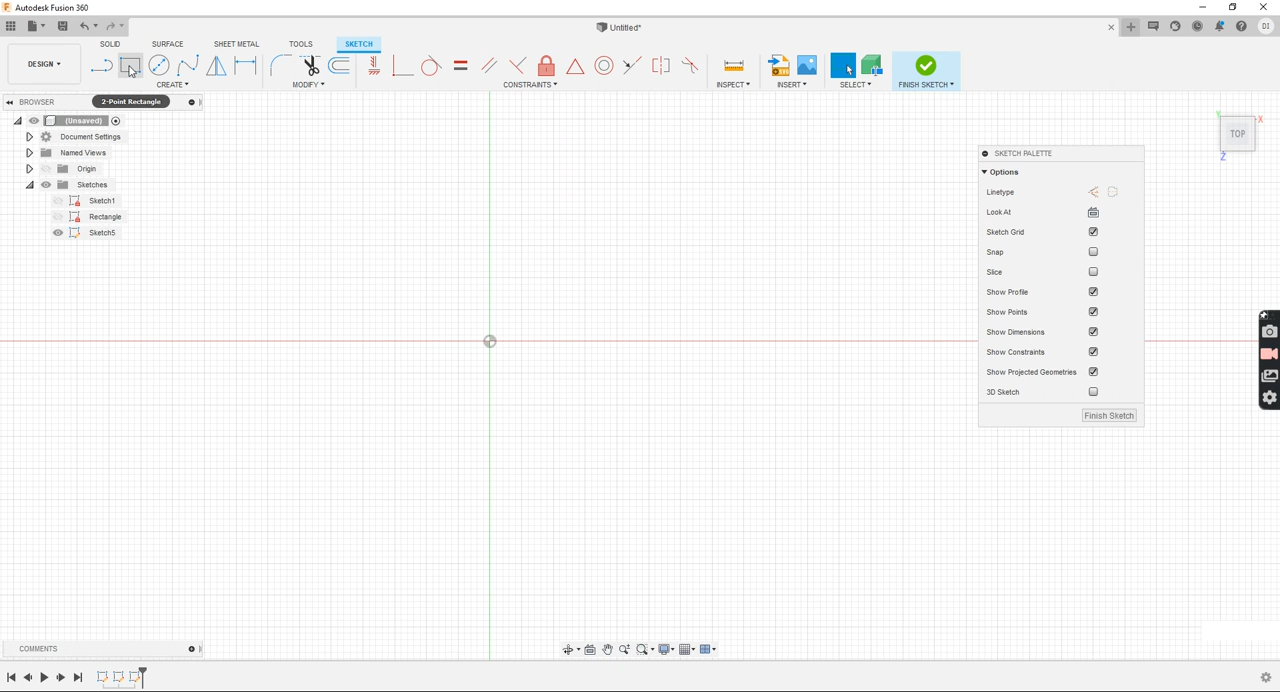 Autodesk Fusion 360
Untitled*
DI
DESIGN
SOLID
SURFACE
SHEET METAL
TOOLS
SKETCH
CREATE
MODIFY
CONSTRAINTS
INSPECT
INSERT
SELECT
FINISH SKETCH
BROWSER
2-Point Rectangle
(Unsaved)
Document Settings
Named Views
Origin
Sketches
Sketch1
Rectangle
Sketch5
TOP
X
Y
Z
SKETCH PALETTE
Options
Linetype
Look At
Sketch Grid
Snap
Slice
Show Profile
Show Points
Show Dimensions
Show Constraints
Show Projected Geometries
3D Sketch
Finish Sketch
COMMENTS